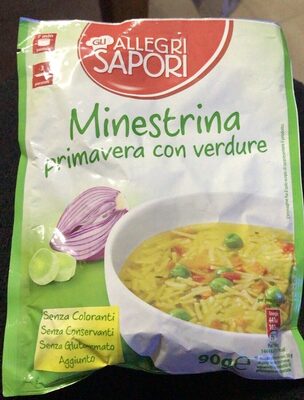 GLI ALLEGRI
SAPORI
Minestrina
primavera con verdure
Senza Coloranti
Senza Conservanti
Senza Glutammato
Aggiunto
90g e